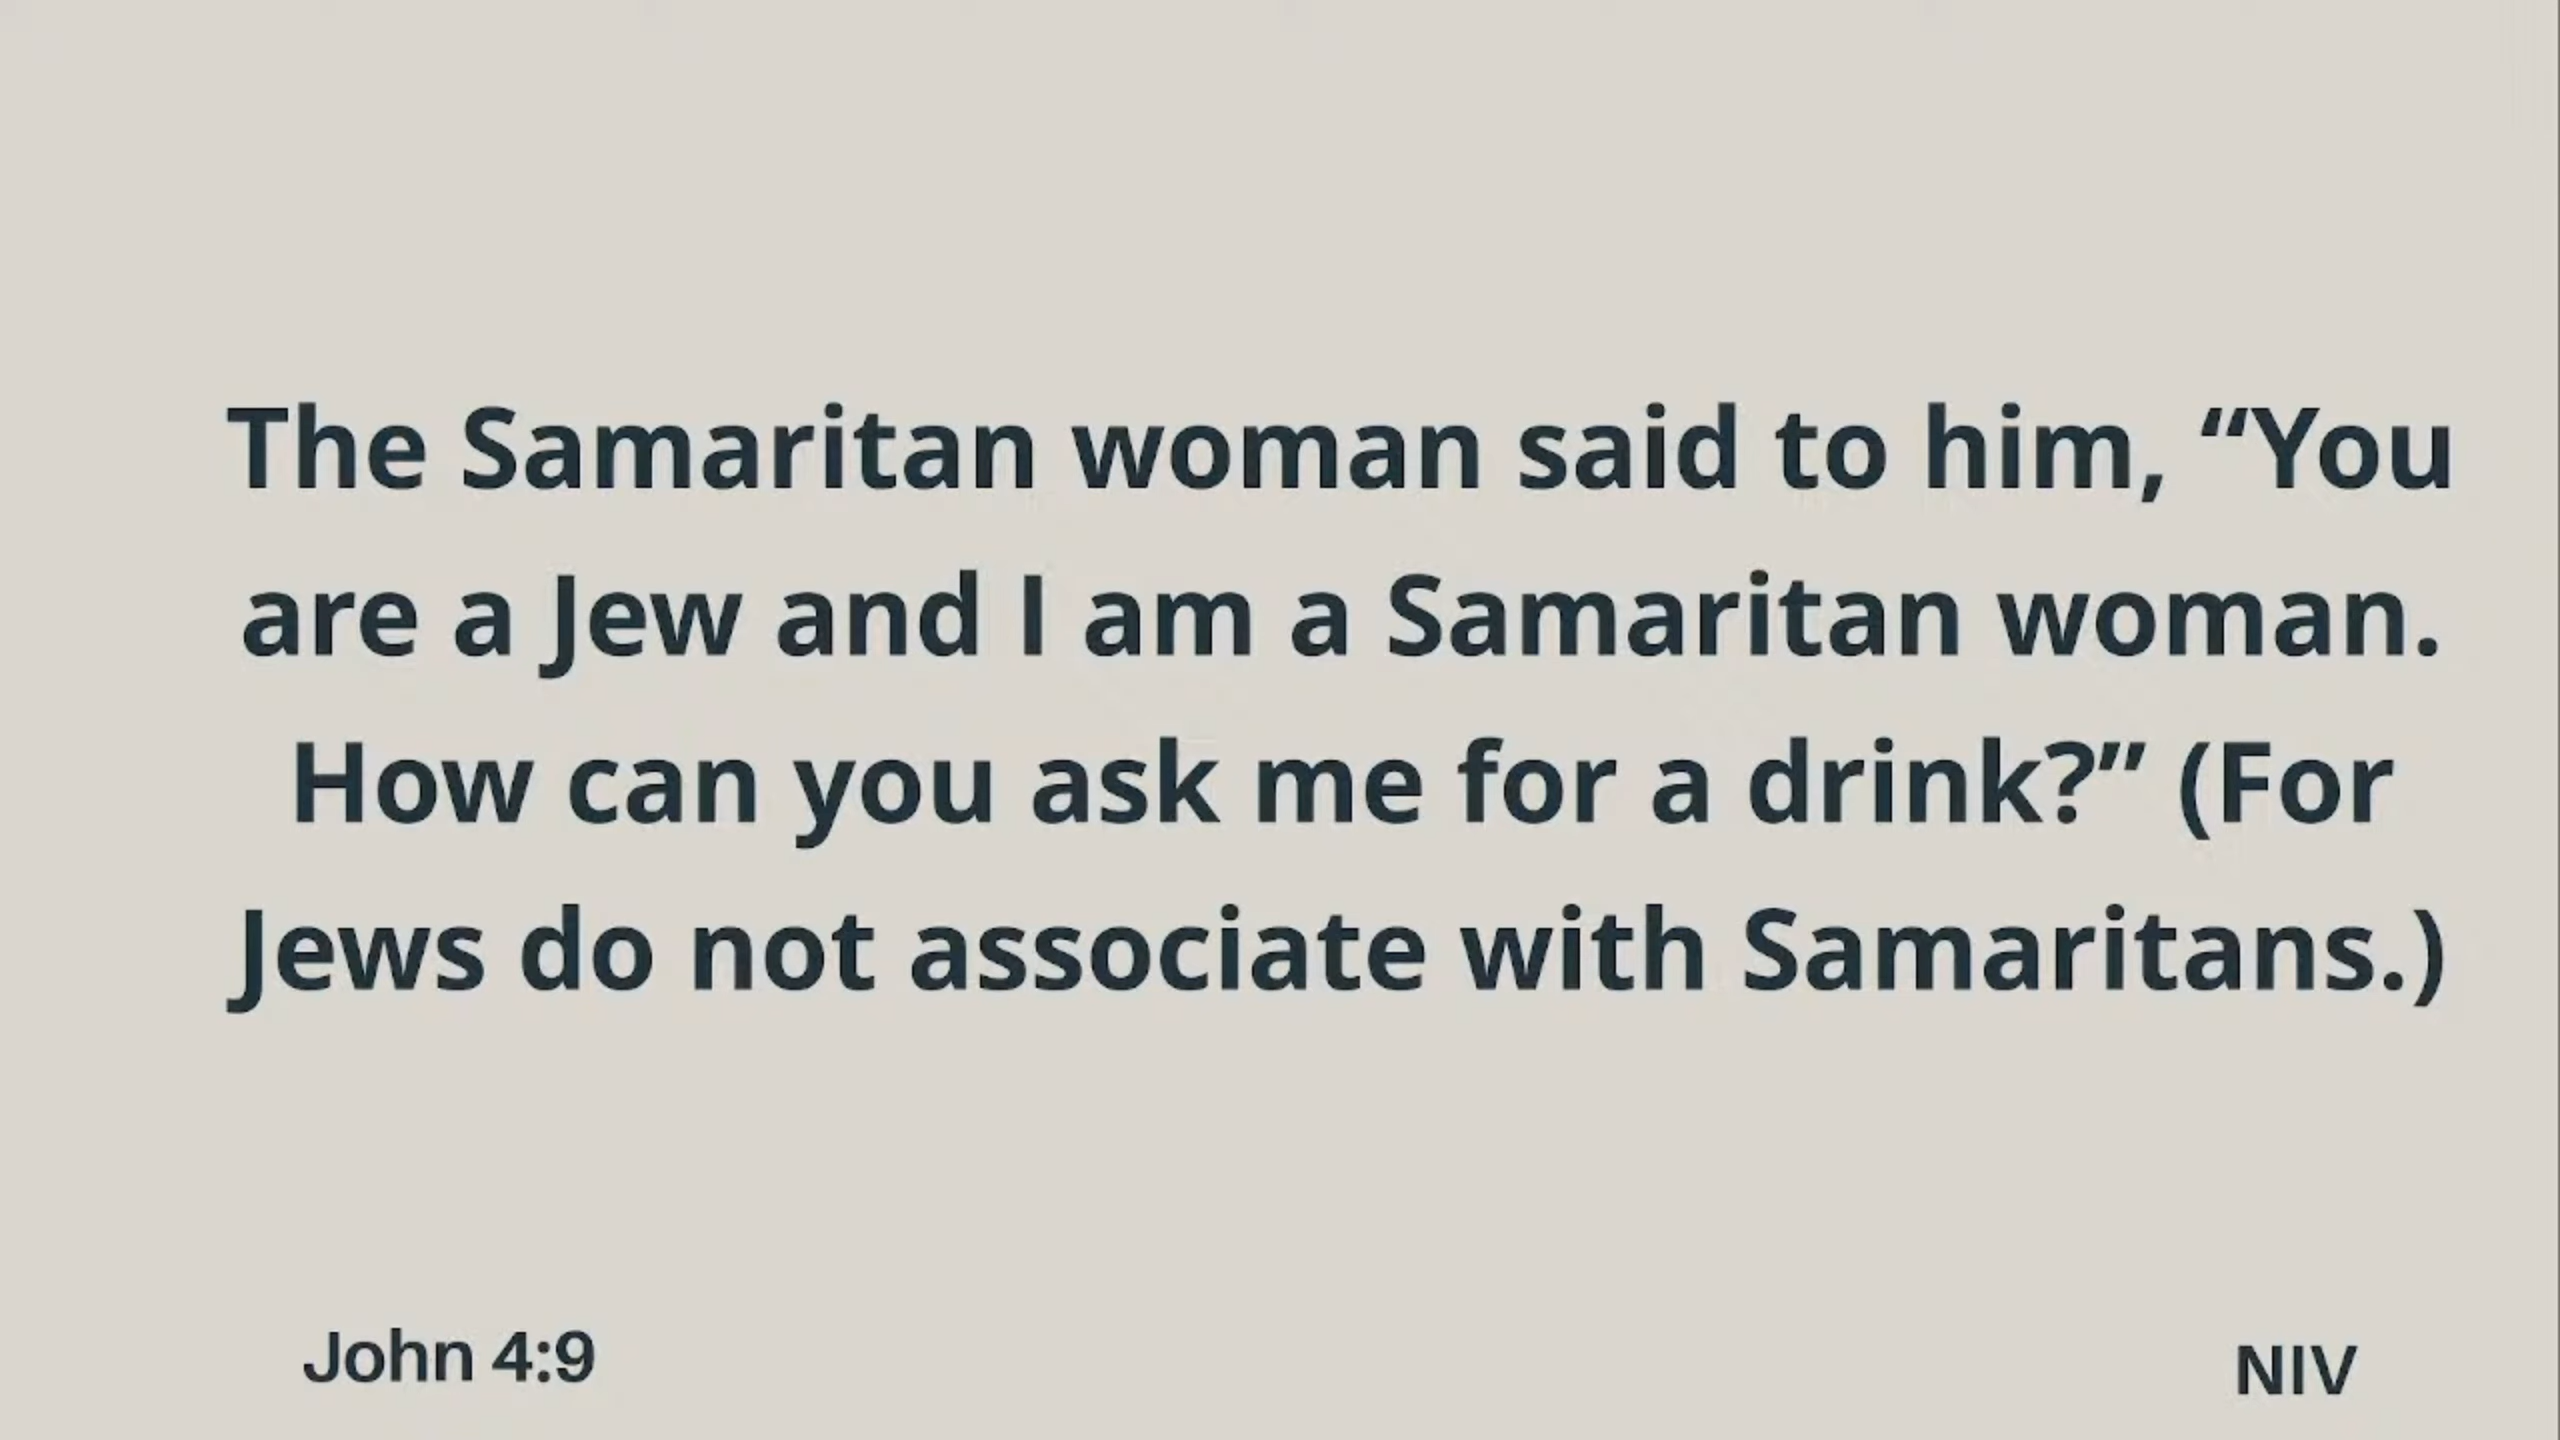 The Samaritan woman said to him, “You
are a Jew and I am a Samaritan woman.
How can you ask me for a drink?” (For
Jews do not associate with Samaritans.)
John 4:9
NIV